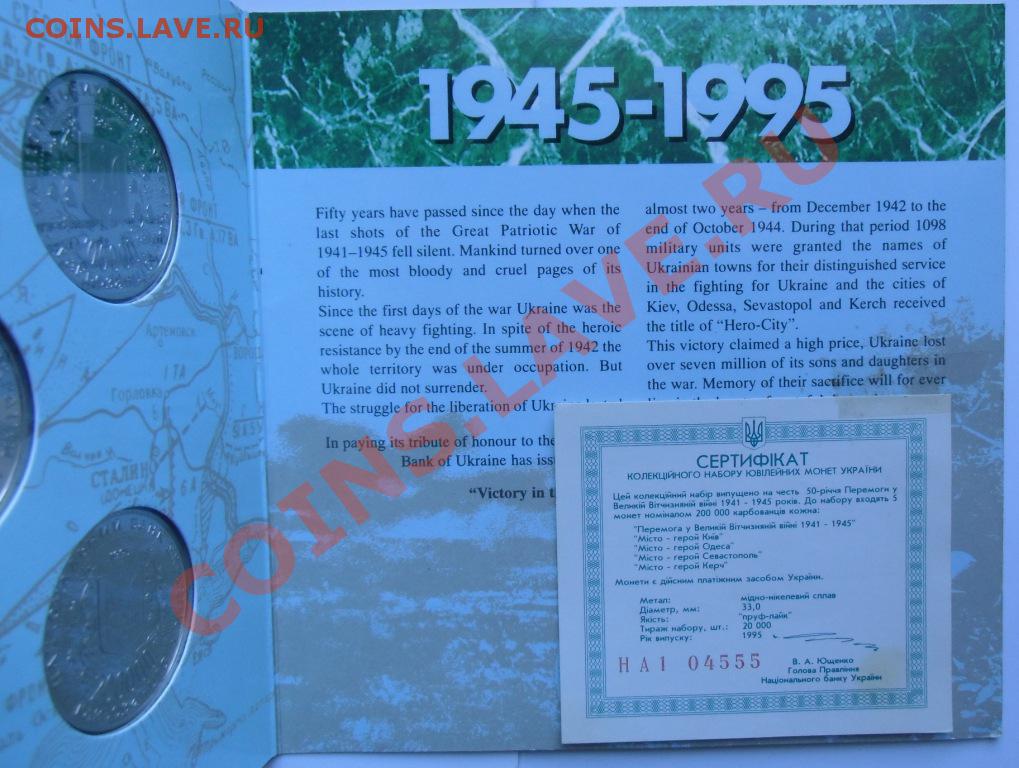 COINS.LAVE.RU
1945-1995
Fifty years have passed since the day when the
last shots of the Great Patriotic War of
1941–1945 fell silent. Mankind turned over one
of the most bloody and cruel pages of its
history.
Since the first days of the war Ukraine was the
scene of heavy fighting. In spite of the heroic
resistance by the end of the summer of 1942 the
whole territory was under occupation. But
Ukraine did not surrender.
The struggle for the liberation of
In paying its tribute of honour to the
Bank of Ukraine has
“Victory in
almost two years – from December 1942 to the
end of October 1944. During that period 1098
military units were granted the names of
Ukrainian towns for their distinguished service
in the fighting for Ukraine and the cities of
Kiev, Odessa, Sevastopol and Kerch received
the title of “Hero-City”.
This victory claimed a high price, Ukraine lost
over seven million of its sons and daughters in
the war. Memory of their sacrifice will for ever
СЕРТИФІКАТ
КОЛЕКЦІЙНОГО НАБОРУ ЮВІЛЕЙНИХ МОНЕТ УКРАЇНИ
Цей колекційний набір випущено на честь 50-річчя Перемоги у
Великій Вітчизняній війні 1941 - 1945 років. До набору входять 5
монет номіналом 200 000 карбованців кожна:
"Перемога у Великій Вітчизняній війні 1941 - 1945"
"Місто - герой Київ"
"Місто - герой Одеса"
"Місто - герой Севастополь"
"Місто - герой Керч"
Монети є дійсним платіжним засобом України.
Метал: мідно-нікелевий сплав
Діаметр, мм: 33,0
Якість: "пруф-лайк"
Тираж набору, шт.: 20 000
Рік випуску: 1995
НА1 04555
В. А. Ющенко
Голова Правління
Національного банку України
Артемовск
Горловка
1 ТА
СТАЛИНО
6 А
COINS.LAVE.RU